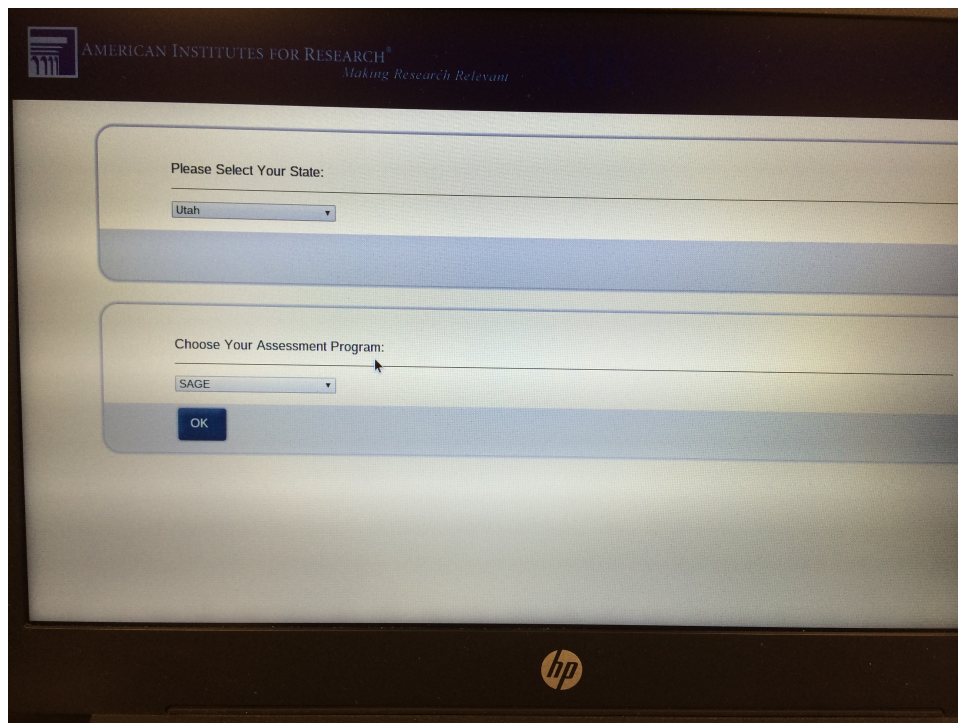 AMERICAN INSTITUTES FOR RESEARCH®
Making Research Relevant
Please Select Your State:
Utah
Choose Your Assessment Program:
SAGE
OK
hp